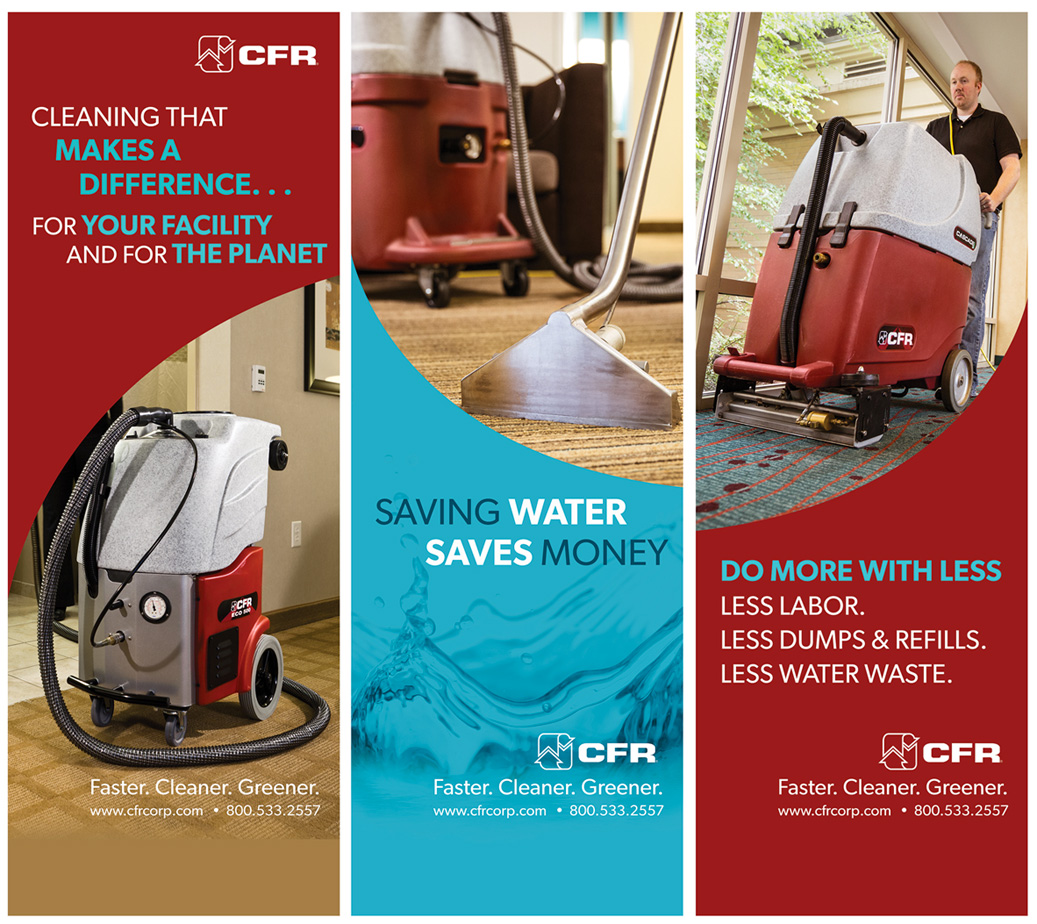 CFR
CLEANING THAT
MAKES A
DIFFERENCE. . .
FOR YOUR FACILITY
AND FOR THE PLANET
CFR
ECO 500
Faster. Cleaner. Greener.
www.cfrcorp.com • 800.533.2557
SAVING WATER
SAVES MONEY
CFR
Faster. Cleaner. Greener.
www.cfrcorp.com • 800.533.2557
CFR
DO MORE WITH LESS
LESS LABOR.
LESS DUMPS & REFILLS.
LESS WATER WASTE.
CFR
Faster. Cleaner. Greener.
www.cfrcorp.com • 800.533.2557